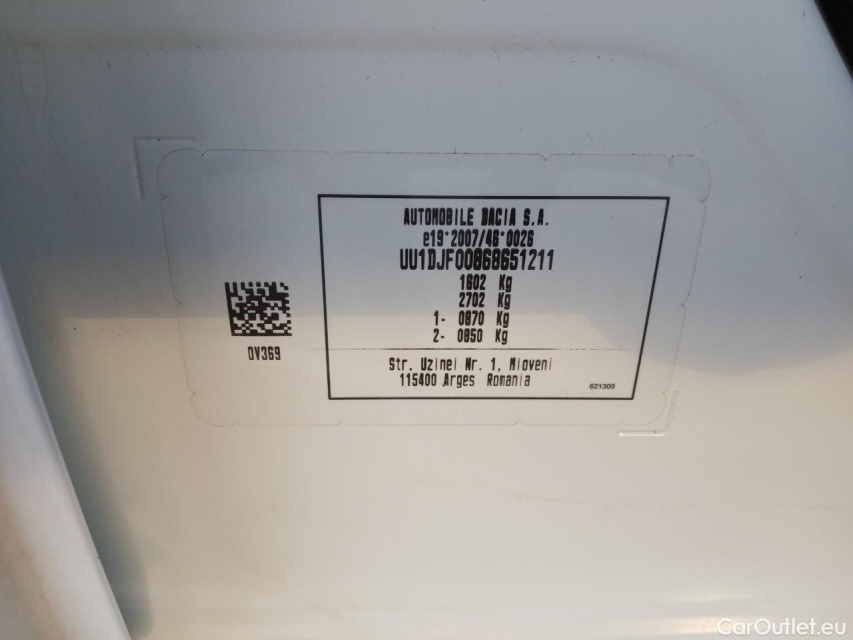 AUTOMOBILE DACIA S.A.
e19*2007/46*0026
UU1DJF00868651211
1602 Kg
2702 Kg
1- 0870 Kg
2- 0850 Kg
0V369
Str. Uzinei Nr. 1, Mioveni
115400 Arges Romania
621305
CarOutlet.eu